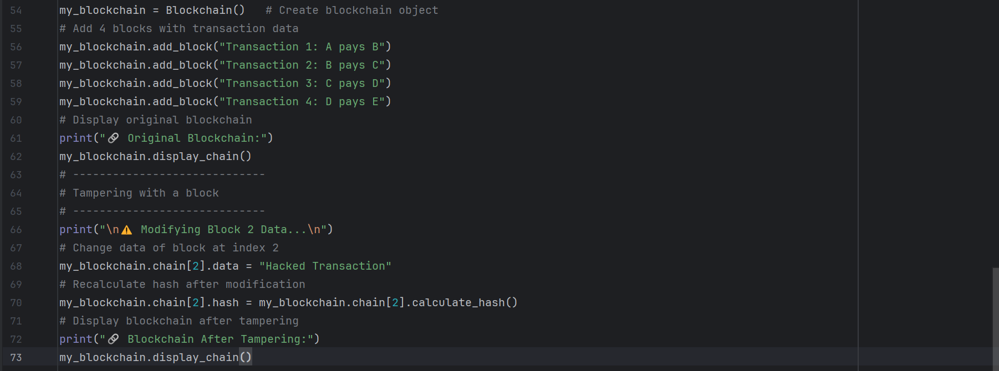 54 my_blockchain = Blockchain()   # Create blockchain object
55 # Add 4 blocks with transaction data
56 my_blockchain.add_block("Transaction 1: A pays B")
57 my_blockchain.add_block("Transaction 2: B pays C")
58 my_blockchain.add_block("Transaction 3: C pays D")
59 my_blockchain.add_block("Transaction 4: D pays E")
60 # Display original blockchain
61 print("🔗 Original Blockchain:")
62 my_blockchain.display_chain()
63 # -----------------------------
64 # Tampering with a block
65 # -----------------------------
66 print("\n⚠️ Modifying Block 2 Data...\n")
67 # Change data of block at index 2
68 my_blockchain.chain[2].data = "Hacked Transaction"
69 # Recalculate hash after modification
70 my_blockchain.chain[2].hash = my_blockchain.chain[2].calculate_hash()
71 # Display blockchain after tampering
72 print("🔗 Blockchain After Tampering:")
73 my_blockchain.display_chain()